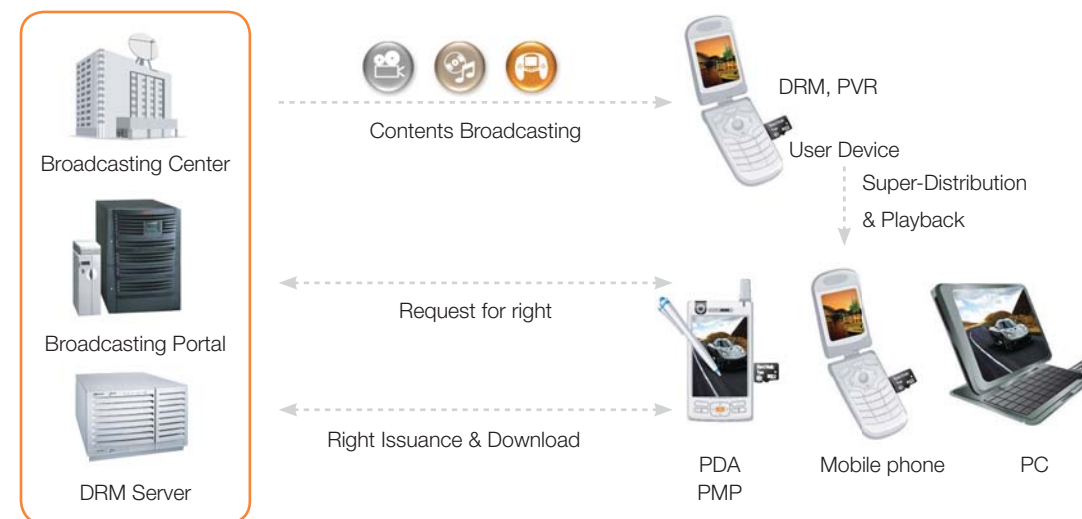 Broadcasting Center
Broadcasting Portal
DRM Server
Contents Broadcasting
Request for right
Right Issuance & Download
DRM, PVR
User Device
Super-Distribution
& Playback
PDA
PMP
Mobile phone
PC